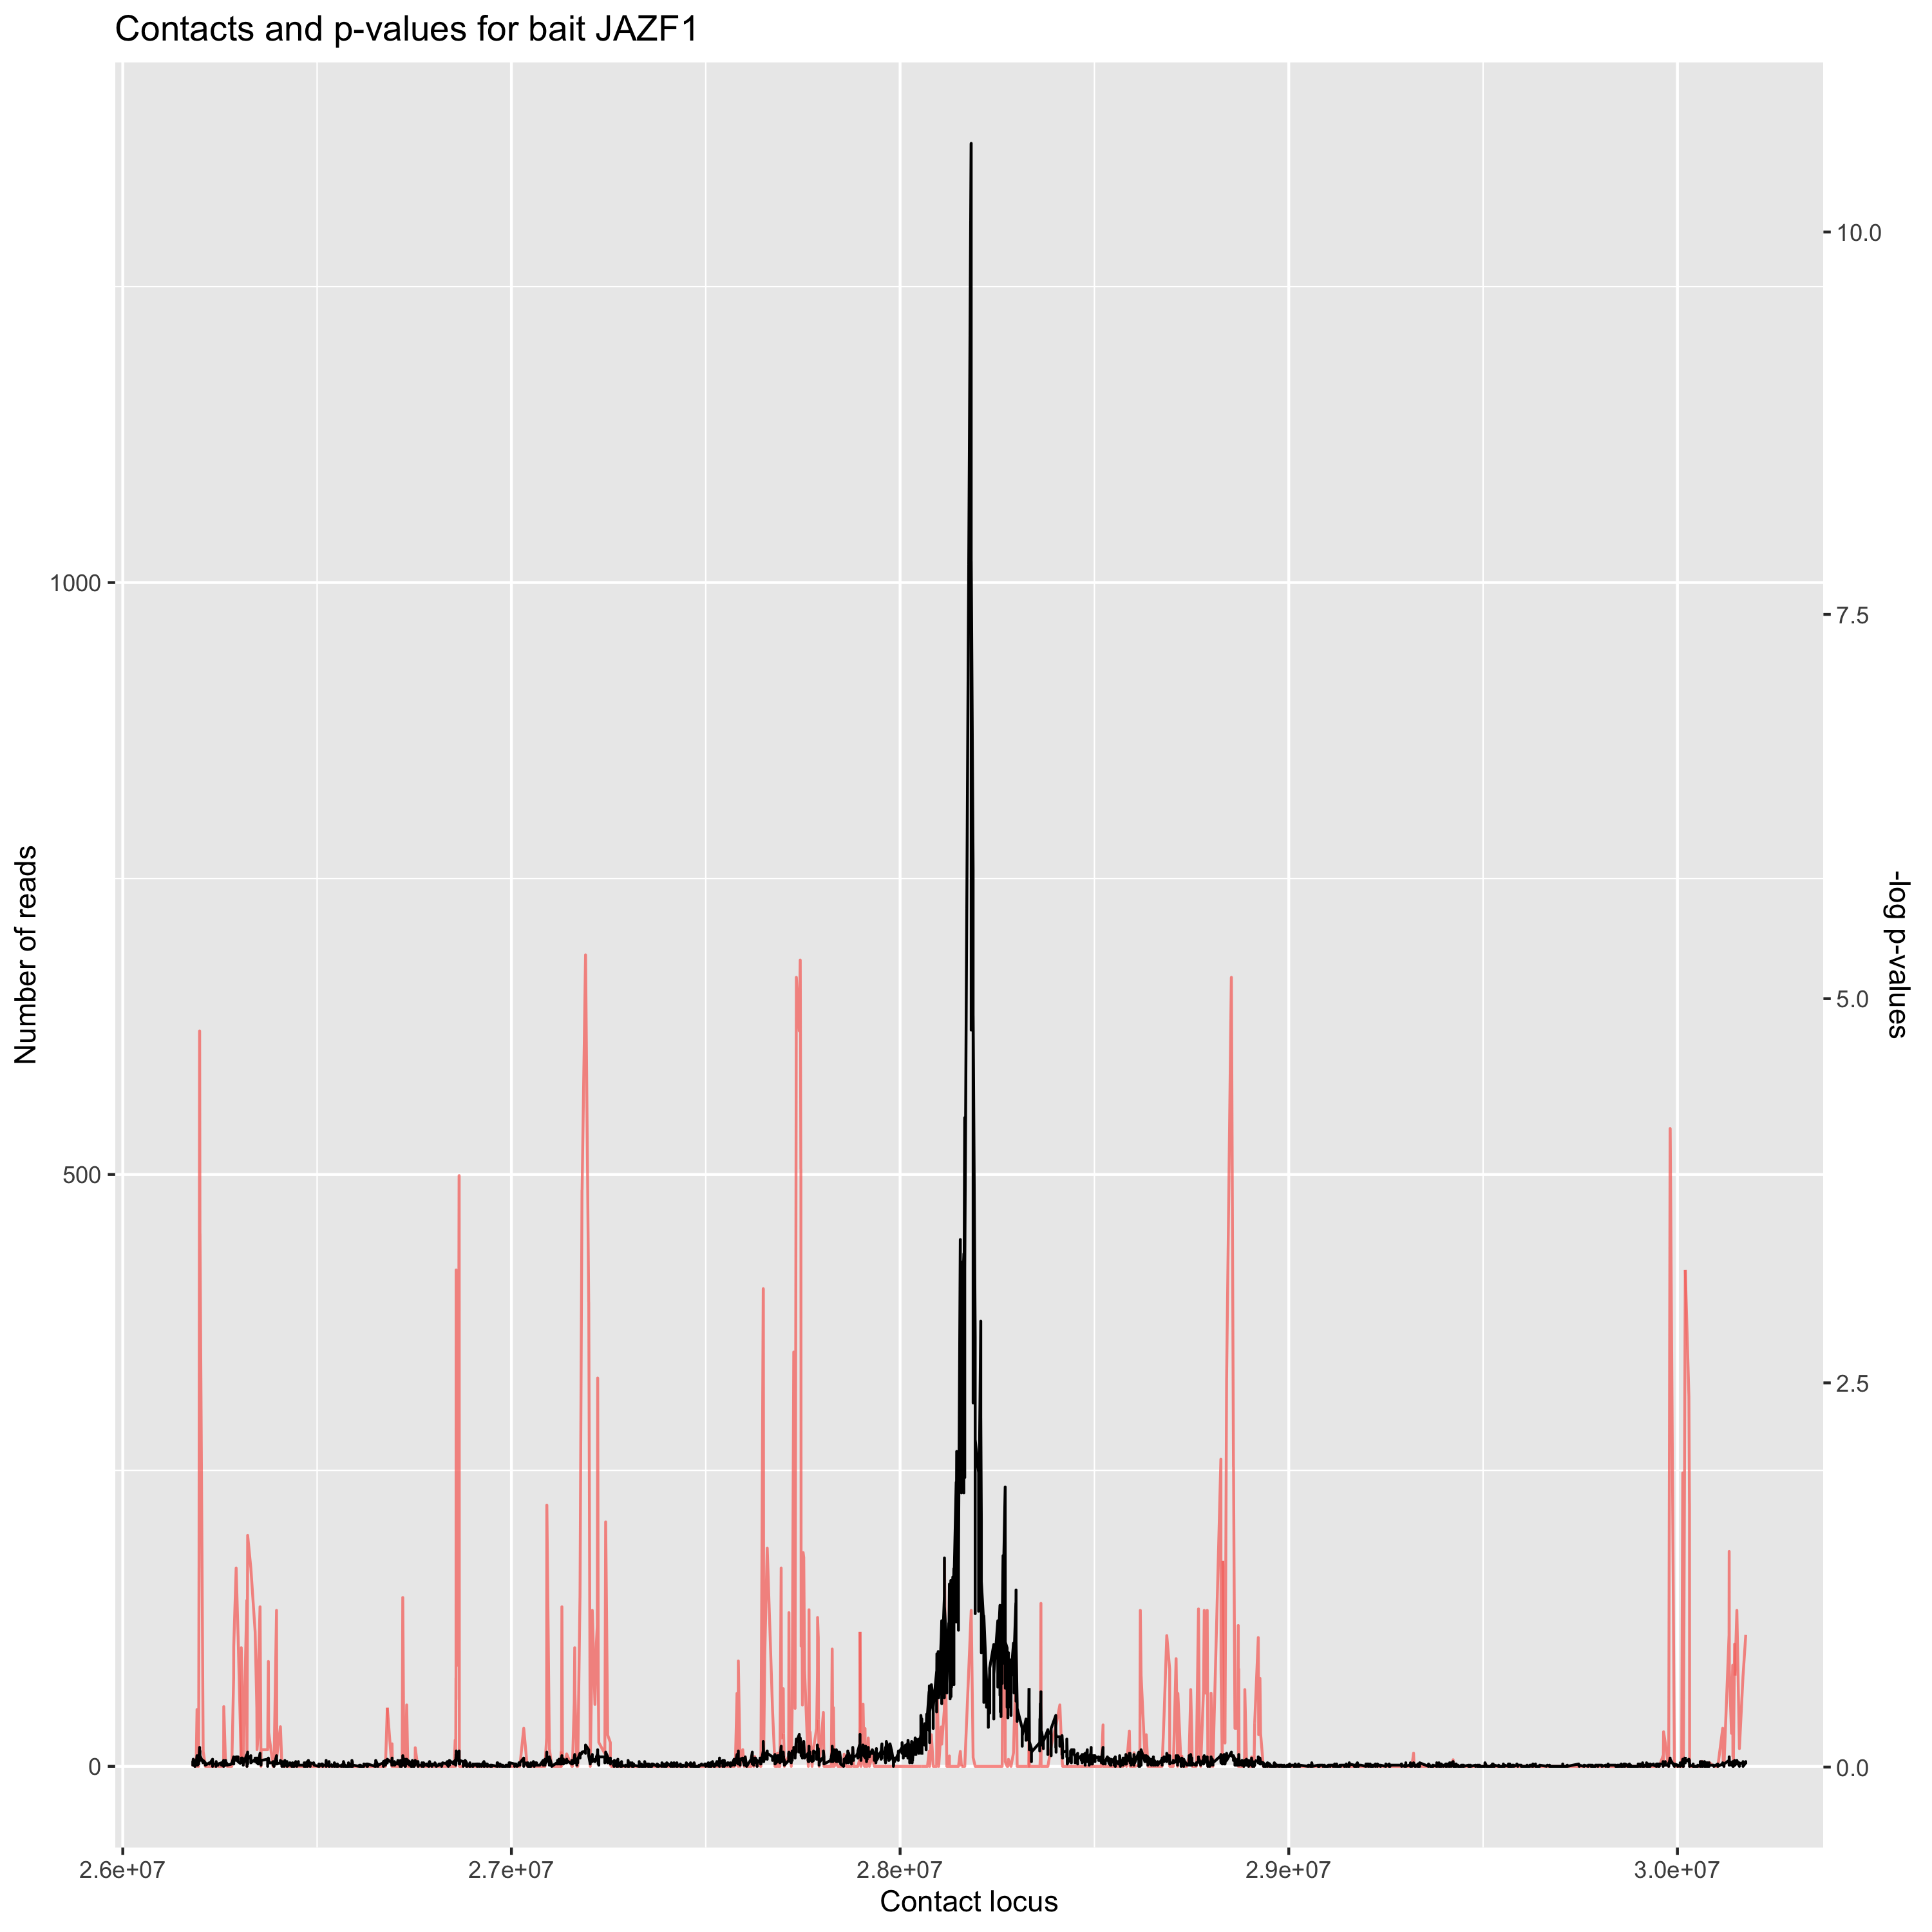 Contacts and p-values for bait JAZF1
10.0
1000
7.5
Number of reads
-log p-values
5.0
500
2.5
0
0.0
2.6e+07
2.7e+07
2.8e+07
2.9e+07
3.0e+07
Contact locus